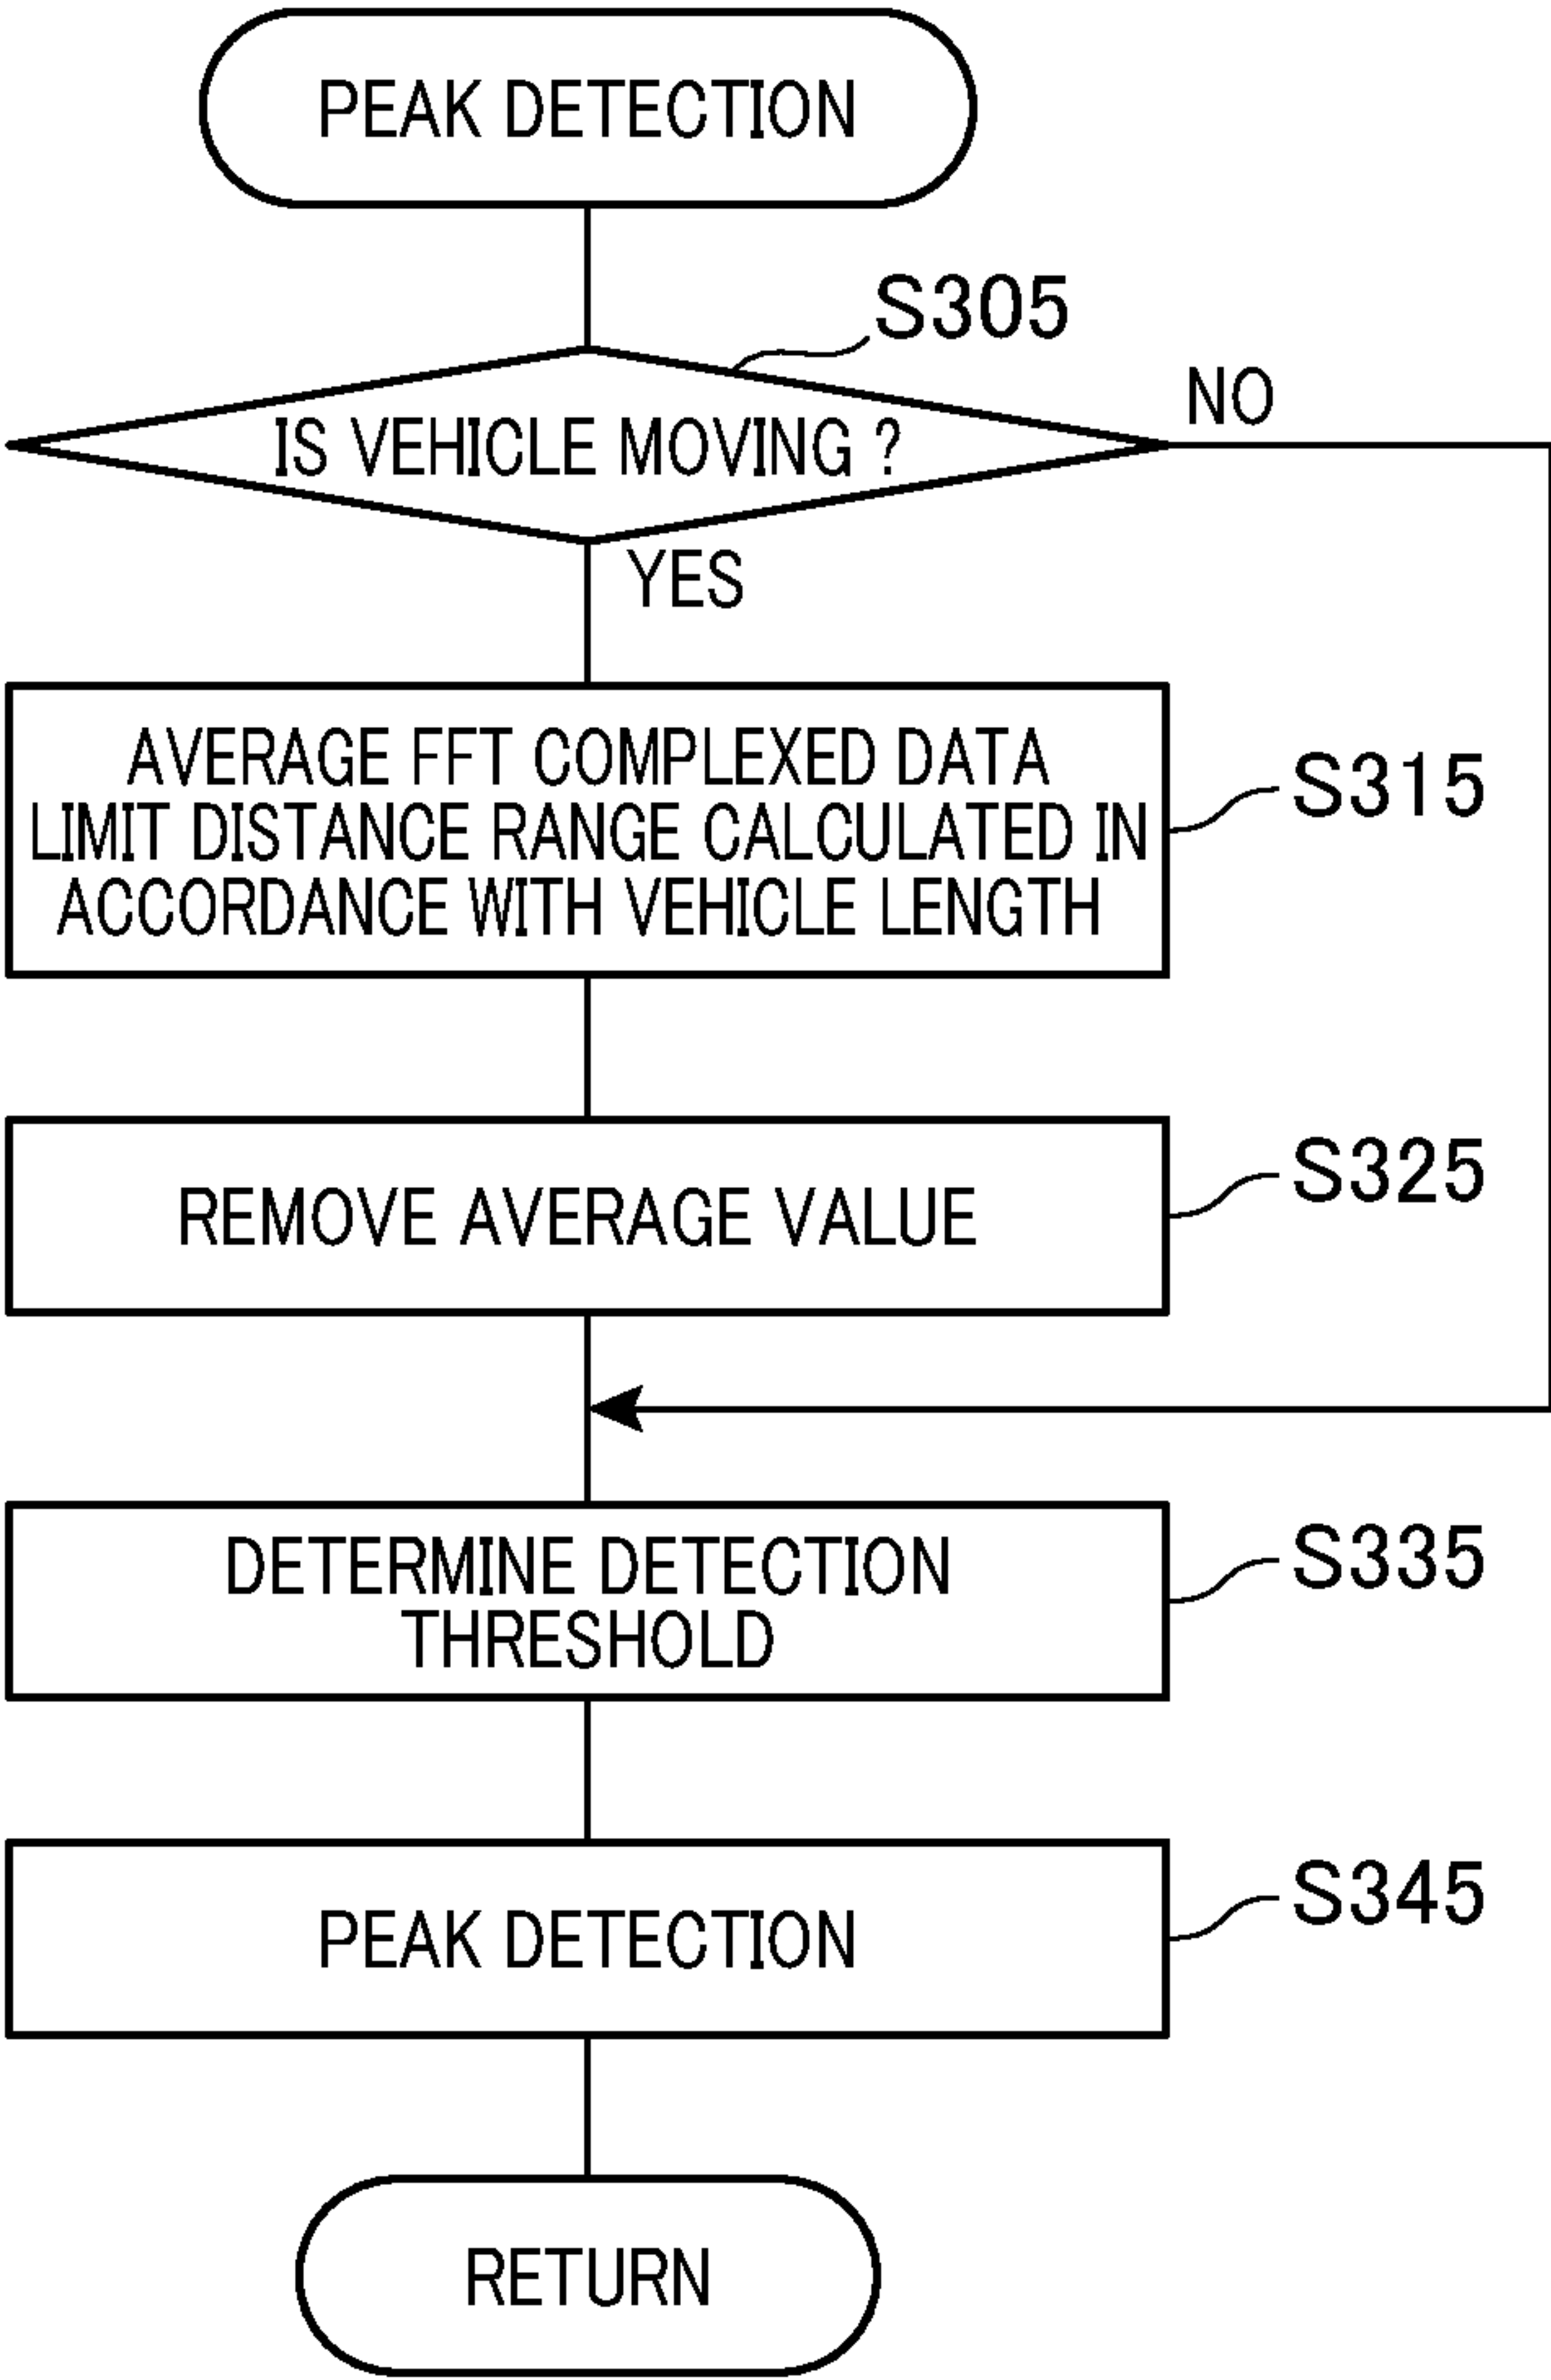 PEAK DETECTION
S305
NO
IS VEHICLE MOVING ?
YES
AVERAGE FFT COMPLEXED DATA
LIMIT DISTANCE RANGE CALCULATED IN
ACCORDANCE WITH VEHICLE LENGTH
S315
REMOVE AVERAGE VALUE
S325
DETERMINE DETECTION
THRESHOLD
S335
PEAK DETECTION
S345
RETURN